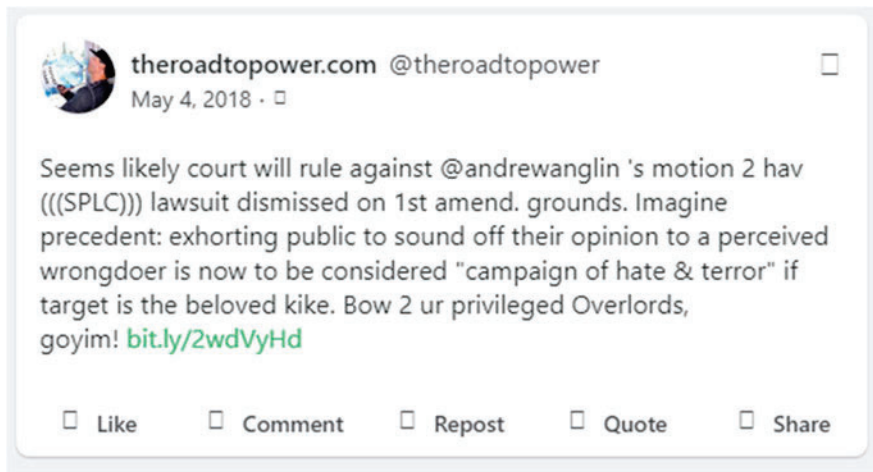 theroadtopower.com @theroadtopower
May 4, 2018 ·
Seems likely court will rule against @andrewanglin 's motion 2 hav
(((SPLC))) lawsuit dismissed on 1st amend. grounds. Imagine
precedent: exhorting public to sound off their opinion to a perceived
wrongdoer is now to be considered "campaign of hate & terror" if
target is the beloved kike. Bow 2 ur privileged Overlords,
goyim! bit.ly/2wdVyHd
Like Comment Repost Quote Share